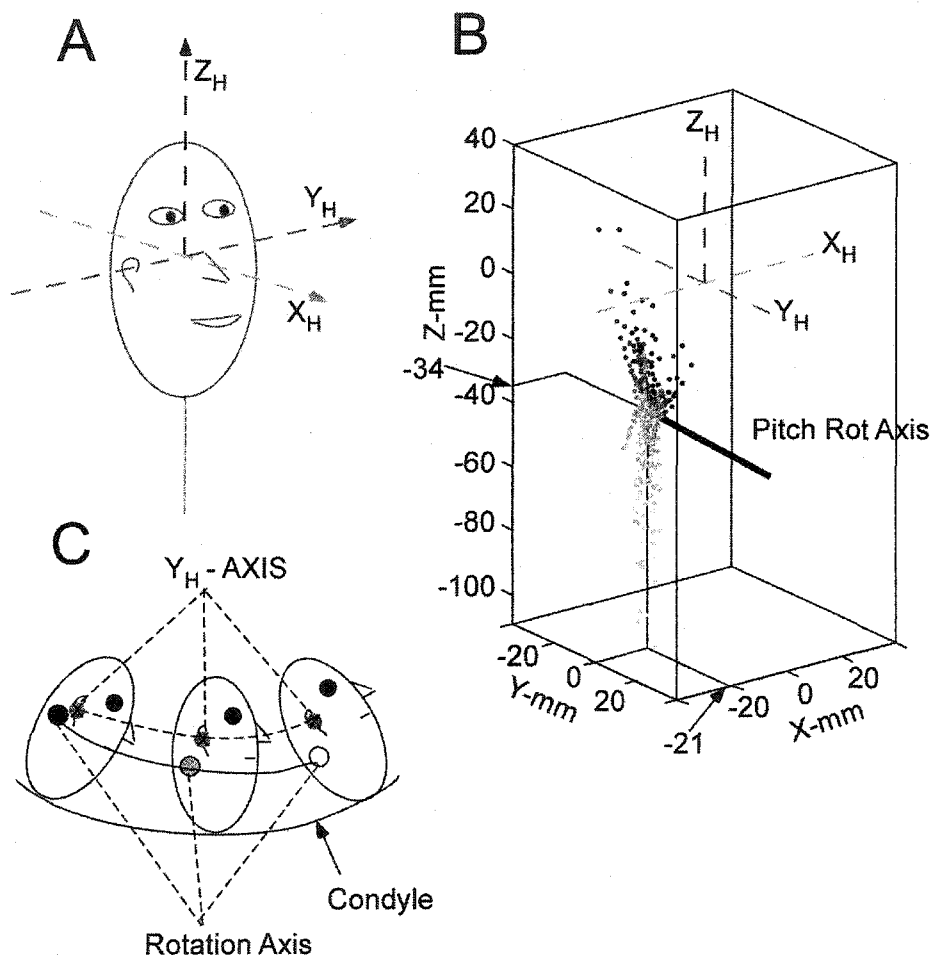 A
Z_H
Y_H
X_H
B
40
20
0
-20
-34
-40
-60
-80
-100
Z-mm
Z_H
X_H
Y_H
Pitch Rot Axis
-20
0
20
Y-mm
-21
-20
0
20
X-mm
C
Y_H - AXIS
Condyle
Rotation Axis